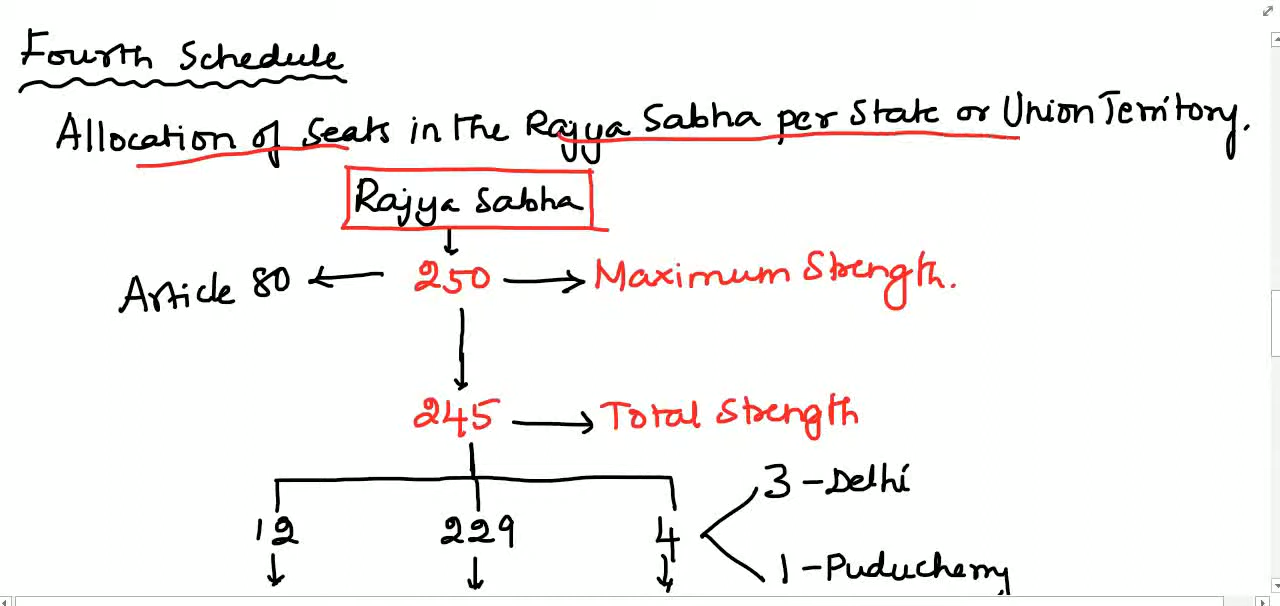 Fourth Schedule
Allocation of Seats in the Rajya Sabha per State or Union Territory.
Rajya Sabha
Article 80 ← 250 → Maximum Strength.
245 → Total Strength
12 229 4
3 - Delhi
1 - Puducherry